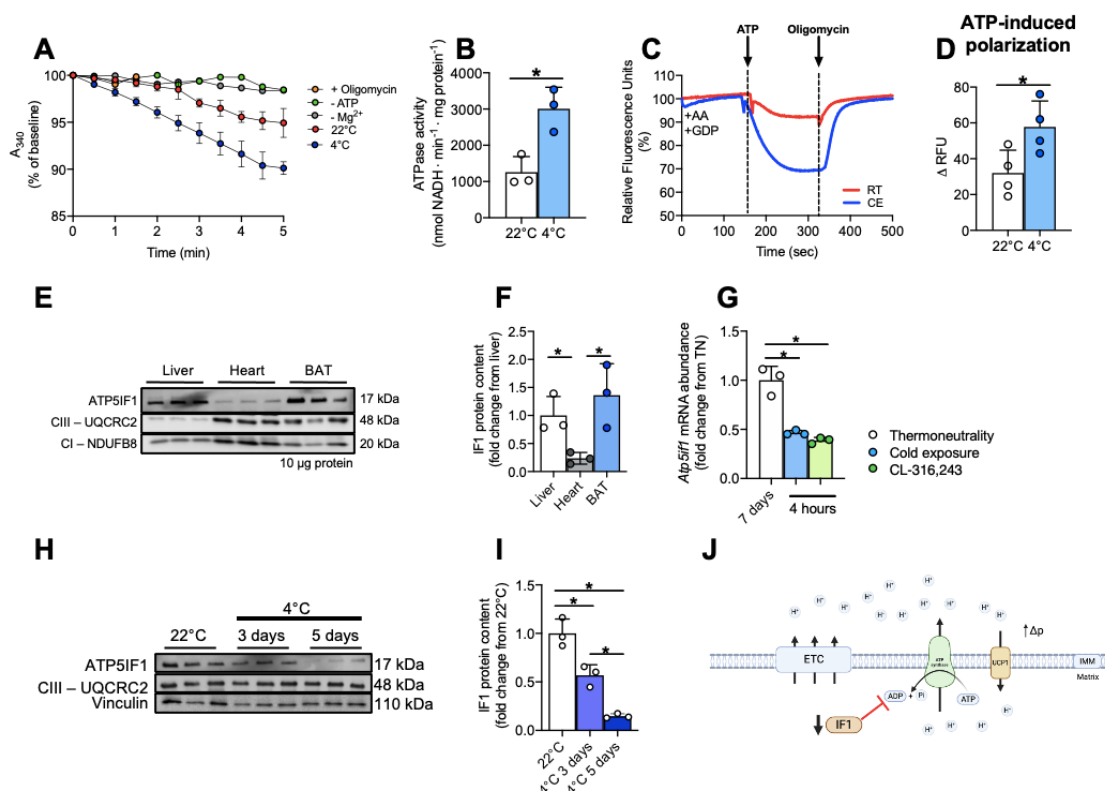 A
A340
(% of baseline)
100
95
90
85
0
1
2
3
4
5
Time (min)
+ Oligomycin
- ATP
- Mg2+
22°C
4°C
B
ATPase activity
(nmol NADH · min-1 · mg protein-1)
4000
3000
2000
1000
0
*
22°C 4°C
C
ATP
Oligomycin
Relative Fluorescence Units
(%)
110
100
90
80
70
60
50
+AA
+GDP
RT
CE
0 100 200 300 400 500
Time (sec)
ATP-induced
polarization
D
Δ RFU
80
60
40
20
0
*
22°C 4°C
E
Liver Heart BAT
ATP5IF1 17 kDa
CIII – UQCRC2 48 kDa
CI – NDUFB8 20 kDa
10 µg protein
F
IF1 protein content
(fold change from liver)
2.5
2.0
1.5
1.0
0.5
0.0
* *
Liver
Heart
BAT
G
Atp5if1 mRNA abundance
(fold change from TN)
1.5
1.0
0.5
0.0
*
*
7 days
4 hours
Thermoneutrality
Cold exposure
CL-316,243
H
4°C
22°C 3 days 5 days
ATP5IF1 17 kDa
CIII – UQCRC2 48 kDa
Vinculin 110 kDa
I
IF1 protein content
(fold change from 22°C)
1.5
1.0
0.5
0.0
*
*
*
22°C
4°C 3 days
4°C 5 days
J
H+ H+ H+ H+ H+ H+ H+ H+ H+ H+ H+ H+
↑Δp
ETC
ATP
synthase
UCP1
IMM
Matrix
ADP + Pi
ATP
H+
IF1
H+ H+ H+ H+